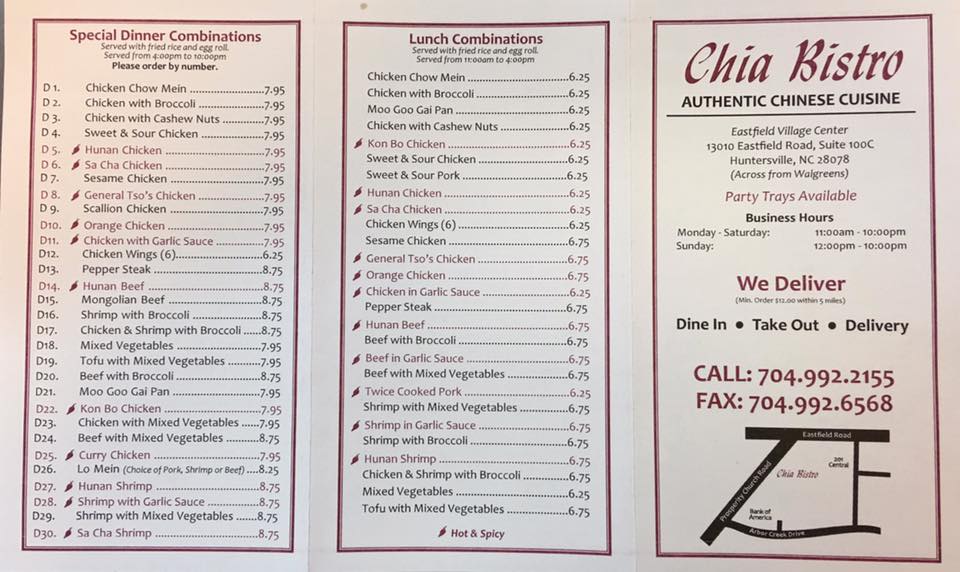 Special Dinner Combinations
Served with fried rice and egg roll.
Served from 4:00pm to 10:00pm
Please order by number.
D 1. Chicken Chow Mein ........................7.95
D 2. Chicken with Broccoli ....................7.95
D 3. Chicken with Cashew Nuts ..........7.95
D 4. Sweet & Sour Chicken ..................7.95
D 5. Hunan Chicken ..............................7.95
D 6. Sa Cha Chicken ..............................7.95
D 7. Sesame Chicken .............................7.95
D 8. General Tso's Chicken ...................7.95
D 9. Scallion Chicken .............................7.95
D10. Orange Chicken .............................7.95
D11. Chicken with Garlic Sauce .............7.95
D12. Chicken Wings (6)..........................6.25
D13. Pepper Steak .................................8.75
D14. Hunan Beef ....................................8.75
D15. Mongolian Beef .............................8.75
D16. Shrimp with Broccoli .....................8.75
D17. Chicken & Shrimp with Broccoli .....8.75
D18. Mixed Vegetables .........................7.95
D19. Tofu with Mixed Vegetables .........7.95
D20. Beef with Broccoli .........................8.75
D21. Moo Goo Gai Pan ..........................7.95
D22. Kon Bo Chicken .............................7.95
D23. Chicken with Mixed Vegetables .....7.95
D24. Beef with Mixed Vegetables .........8.75
D25. Curry Chicken ................................7.95
D26. Lo Mein (Choice of Pork, Shrimp or Beef) ....8.25
D27. Hunan Shrimp ................................8.75
D28. Shrimp with Garlic Sauce ..............8.75
D29. Shrimp with Mixed Vegetables ......8.75
D30. Sa Cha Shrimp ...............................8.75
Lunch Combinations
Served with fried rice and egg roll.
Served from 11:00am to 4:00pm
Chicken Chow Mein ..........................6.25
Chicken with Broccoli .......................6.25
Moo Goo Gai Pan .............................6.25
Chicken with Cashew Nuts ...............6.25
Kon Bo Chicken ................................6.25
Sweet & Sour Chicken ......................6.25
Sweet & Sour Pork ...........................6.25
Hunan Chicken .................................6.25
Sa Cha Chicken .................................6.25
Chicken Wings (6) ............................6.25
Sesame Chicken ...............................6.75
General Tso's Chicken ......................6.75
Orange Chicken ................................6.75
Chicken in Garlic Sauce .....................6.25
Pepper Steak ....................................6.75
Hunan Beef ......................................6.75
Beef with Broccoli ............................6.75
Beef in Garlic Sauce ..........................6.75
Beef with Mixed Vegetables ............6.75
Twice Cooked Pork ...........................6.25
Shrimp with Mixed Vegetables .........6.75
Shrimp in Garlic Sauce ......................6.75
Shrimp with Broccoli ........................6.75
Hunan Shrimp ..................................6.75
Chicken & Shrimp with Broccoli ........6.75
Mixed Vegetables .............................6.25
Tofu with Mixed Vegetables .............6.75
Hot & Spicy
Chia Bistro
AUTHENTIC CHINESE CUISINE
Eastfield Village Center
13010 Eastfield Road, Suite 100C
Huntersville, NC 28078
(Across from Walgreens)
Party Trays Available
Business Hours
Monday - Saturday: 11:00am - 10:00pm
Sunday: 12:00pm - 10:00pm
We Deliver
(Min. Order $12.00 within 5 miles)
Dine In ● Take Out ● Delivery
CALL: 704.992.2155
FAX: 704.992.6568
Eastfield Road
Prosperity Church Road
201
Central
Chia Bistro
Bank of
America
Arbor Creek Drive